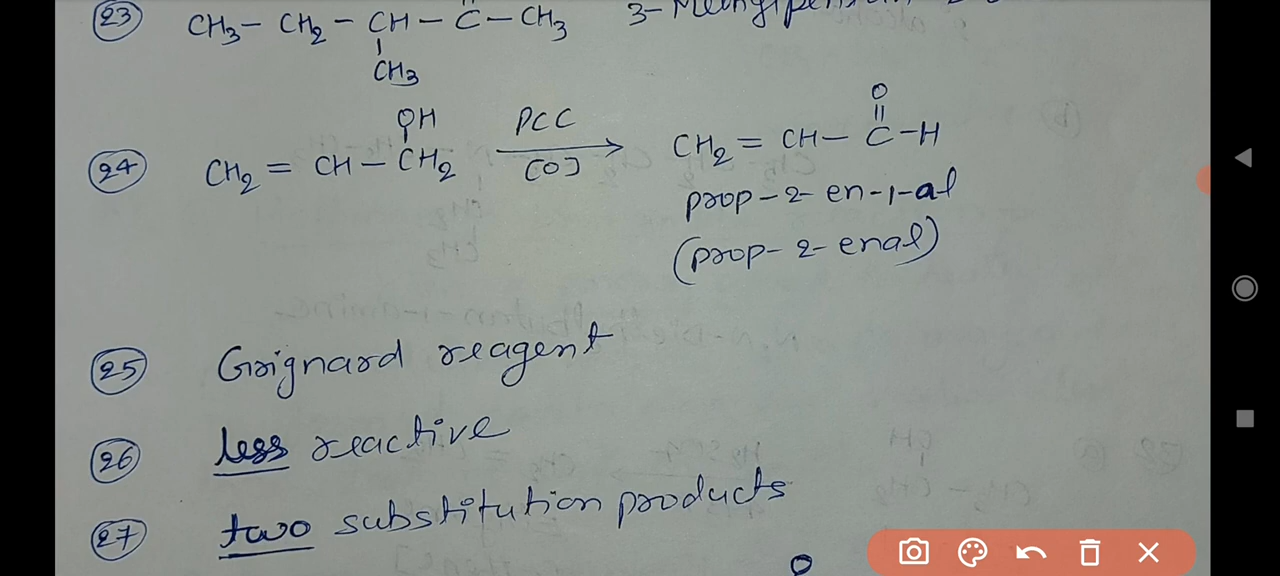 (23) CH3 - CH2 - CH - C - CH3
CH3
OH
(24) CH2 = CH - CH2 PCC [O] CH2 = CH - C - H
O
prop-2-en-1-al
(prop-2-enal)
(25) Grignard reagent
(26) less reactive
(27) two substitution products
O